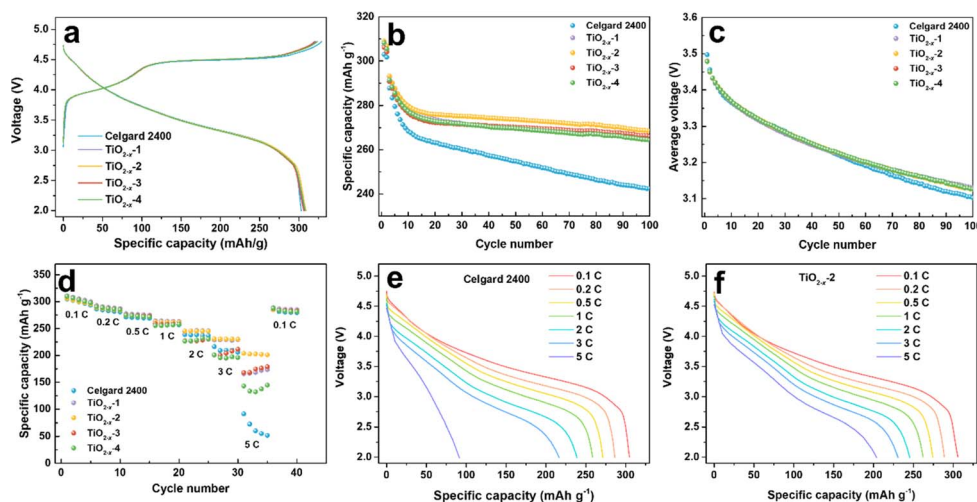 a
5.0
4.5
4.0
3.5
3.0
2.5
2.0
Voltage (V)
Celgard 2400
TiO2-x-1
TiO2-x-2
TiO2-x-3
TiO2-x-4
0 50 100 150 200 250 300
Specific capacity (mAh/g)
b
320
300
280
260
240
Specific capacity (mAh g-1)
Celgard 2400
TiO2-x-1
TiO2-x-2
TiO2-x-3
TiO2-x-4
0 10 20 30 40 50 60 70 80 90 100
Cycle number
c
3.5
3.4
3.3
3.2
3.1
Average voltage (V)
Celgard 2400
TiO2-x-1
TiO2-x-2
TiO2-x-3
TiO2-x-4
0 10 20 30 40 50 60 70 80 90 100
Cycle number
d
350
300
250
200
150
100
50
0
Specific capacity (mAh g-1)
0.1 C
0.2 C
0.5 C
1 C
2 C
3 C
5 C
0.1 C
Celgard 2400
TiO2-x-1
TiO2-x-2
TiO2-x-3
TiO2-x-4
0 10 20 30 40
Cycle number
e
Celgard 2400
5.0
4.5
4.0
3.5
3.0
2.5
2.0
Voltage (V)
0.1 C
0.2 C
0.5 C
1 C
2 C
3 C
5 C
0 50 100 150 200 250 300
Specific capacity (mAh g-1)
f
TiO2-x-2
5.0
4.5
4.0
3.5
3.0
2.5
2.0
Voltage (V)
0.1 C
0.2 C
0.5 C
1 C
2 C
3 C
5 C
0 50 100 150 200 250 300
Specific capacity (mAh g-1)